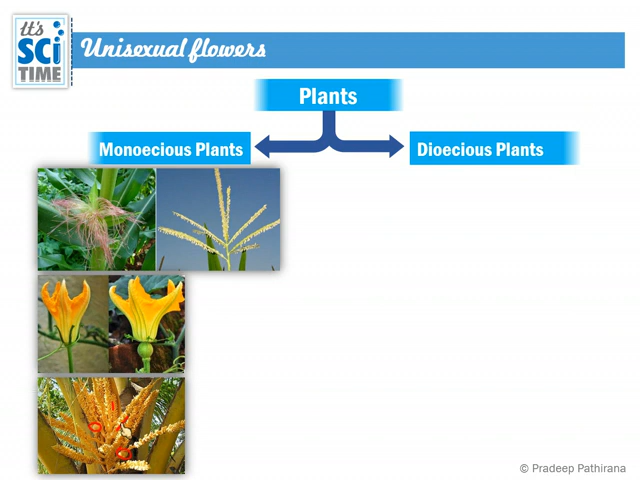 It's
SCi
TIME
Unisexual flowers
Plants
Monoecious Plants
Dioecious Plants
© Pradeep Pathirana